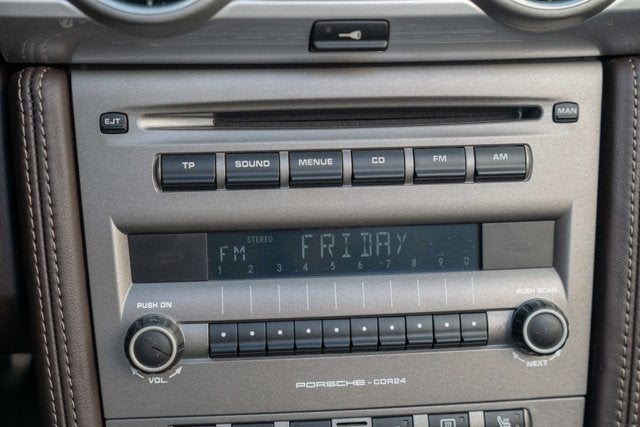 EJT
MAN
TP SOUND MENUE CD FM AM
STEREO
FM FRIDAY
1 2 3 4 5 6 7 8 9 0
PUSH ON PUSH SCAN
VOL. NEXT
PORSCHE - CDR24